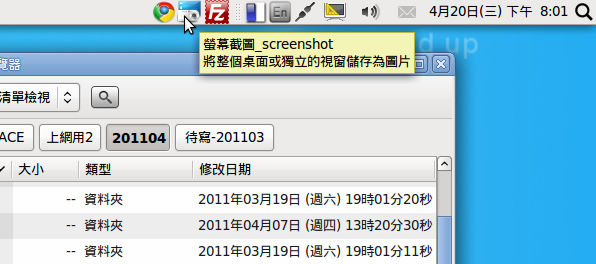 En
4月20日(三) 下午 8:01
d up
螢幕截圖_screenshot
將整個桌面或獨立的視窗儲存為圖片
覽器
清單檢視
ACE
上網用2
201104
待寫-201103
大小 類型 修改日期
-- 資料夾 2011年03月19日 (週六) 19時01分20秒
-- 資料夾 2011年04月07日 (週四) 13時20分30秒
-- 資料夾 2011年03月19日 (週六) 19時01分11秒